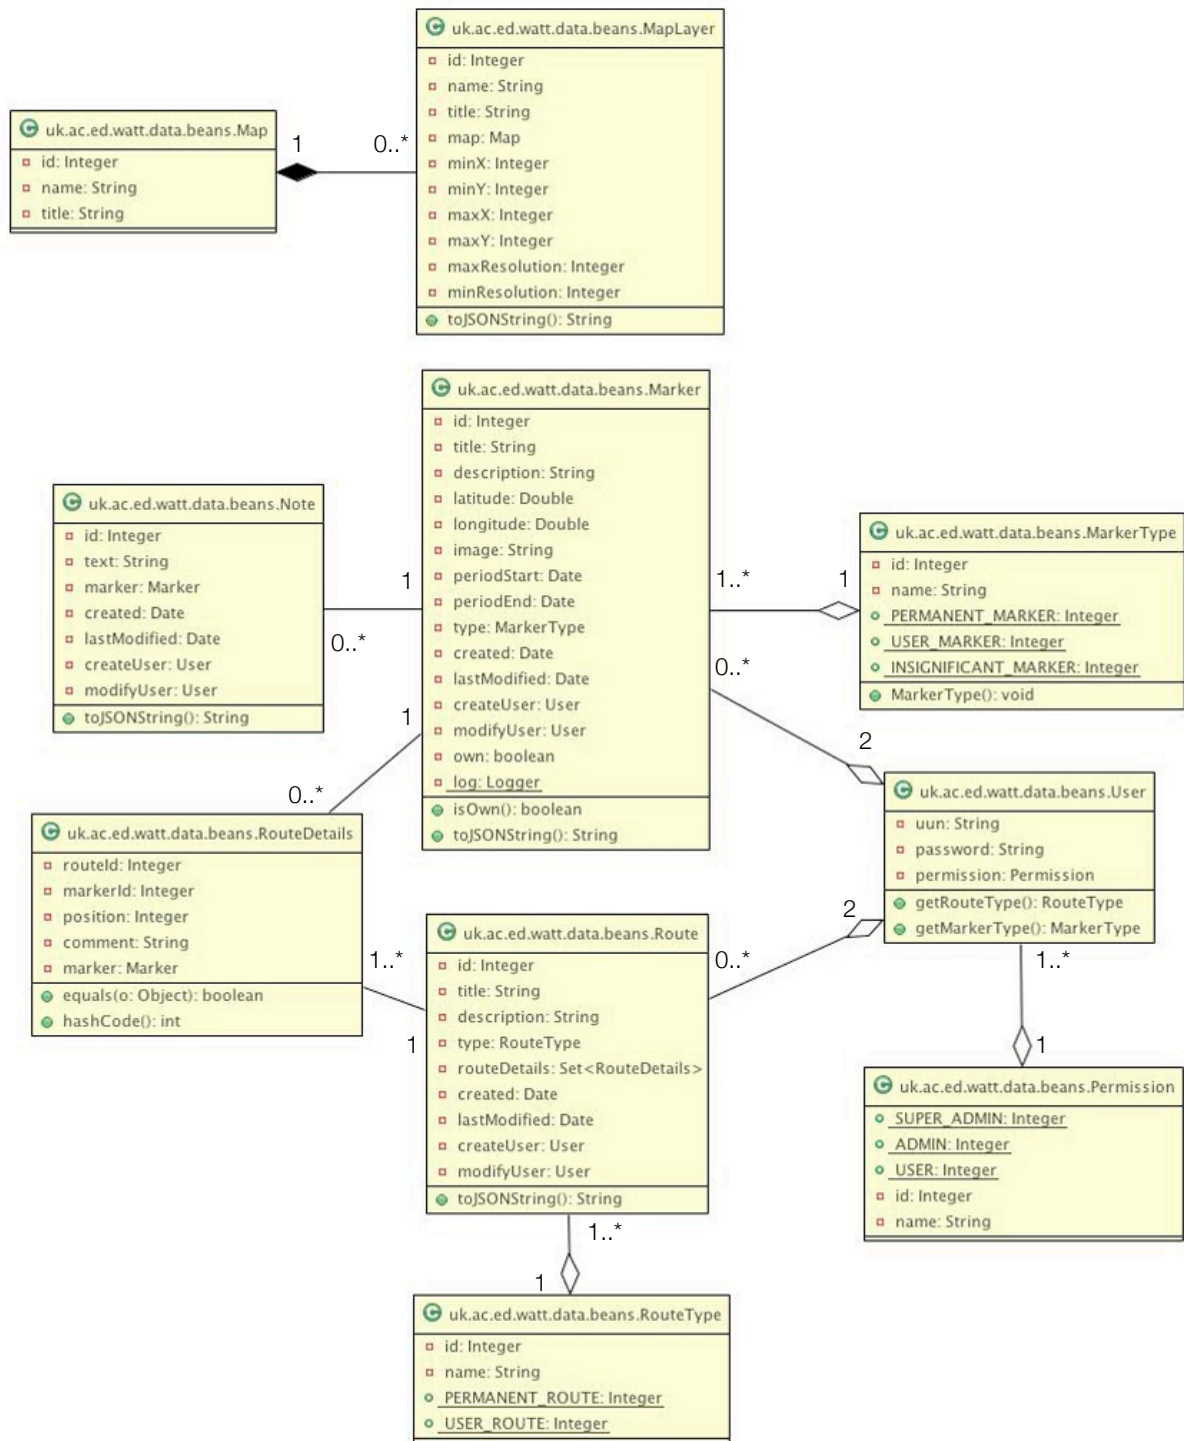 uk.ac.ed.watt.data.beans.MapLayer
id: Integer
name: String
title: String
map: Map
minX: Integer
minY: Integer
maxX: Integer
maxY: Integer
maxResolution: Integer
minResolution: Integer
toJSONString(): String
uk.ac.ed.watt.data.beans.Map
id: Integer
name: String
title: String
1
0..*
uk.ac.ed.watt.data.beans.Marker
id: Integer
title: String
description: String
latitude: Double
longitude: Double
image: String
periodStart: Date
periodEnd: Date
type: MarkerType
created: Date
lastModified: Date
createUser: User
modifyUser: User
own: boolean
log: Logger
isOwn(): boolean
toJSONString(): String
uk.ac.ed.watt.data.beans.Note
id: Integer
text: String
marker: Marker
created: Date
lastModified: Date
createUser: User
modifyUser: User
toJSONString(): String
1
0..*
1..*
1
uk.ac.ed.watt.data.beans.MarkerType
id: Integer
name: String
PERMANENT_MARKER: Integer
USER_MARKER: Integer
INSIGNIFICANT_MARKER: Integer
MarkerType(): void
0..*
2
1
0..*
uk.ac.ed.watt.data.beans.User
uun: String
password: String
permission: Permission
getRouteType(): RouteType
getMarkerType(): MarkerType
uk.ac.ed.watt.data.beans.RouteDetails
routeId: Integer
markerId: Integer
position: Integer
comment: String
marker: Marker
equals(o: Object): boolean
hashCode(): int
1..*
1
uk.ac.ed.watt.data.beans.Route
id: Integer
title: String
description: String
type: RouteType
routeDetails: Set<RouteDetails>
created: Date
lastModified: Date
createUser: User
modifyUser: User
toJSONString(): String
2
0..*
1..*
1
uk.ac.ed.watt.data.beans.Permission
SUPER_ADMIN: Integer
ADMIN: Integer
USER: Integer
id: Integer
name: String
1..*
1
uk.ac.ed.watt.data.beans.RouteType
id: Integer
name: String
PERMANENT_ROUTE: Integer
USER_ROUTE: Integer